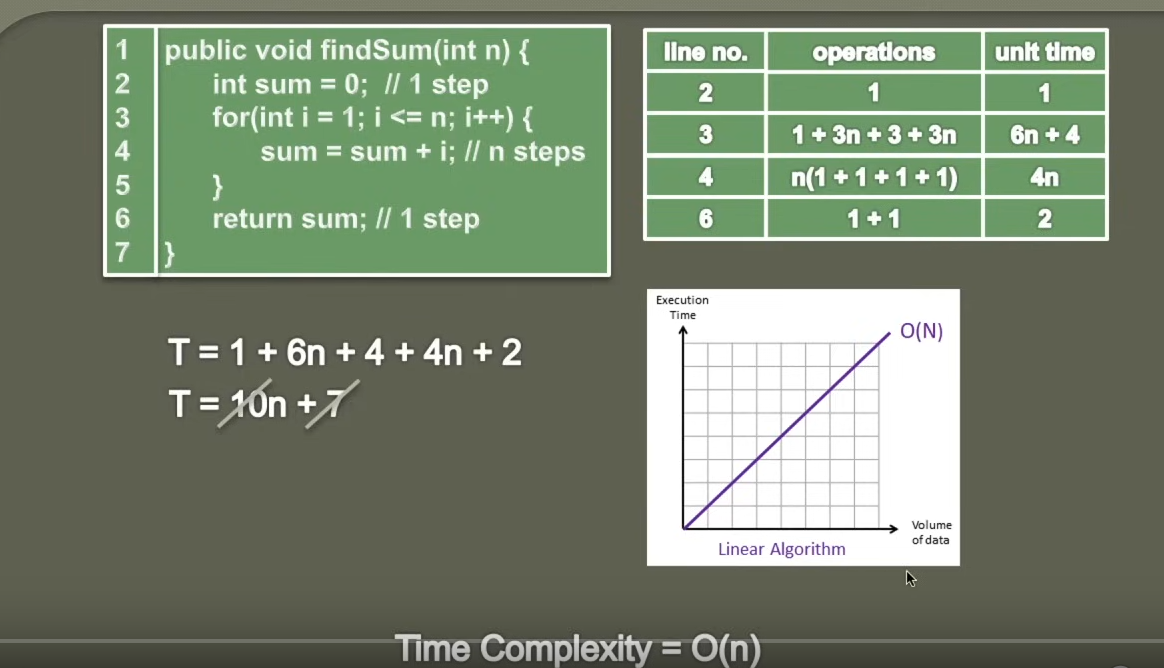 1 public void findSum(int n) {
2 int sum = 0; // 1 step
3 for(int i = 1; i <= n; i++) {
4 sum = sum + i; // n steps
5 }
6 return sum; // 1 step
7 }
line no. operations unit time
2 1 1
3 1 + 3n + 3 + 3n 6n + 4
4 n(1 + 1 + 1 + 1) 4n
6 1 + 1 2
T = 1 + 6n + 4 + 4n + 2
T = 10n + 7
Execution
Time
O(N)
Volume
of data
Linear Algorithm
Time Complexity = O(n)